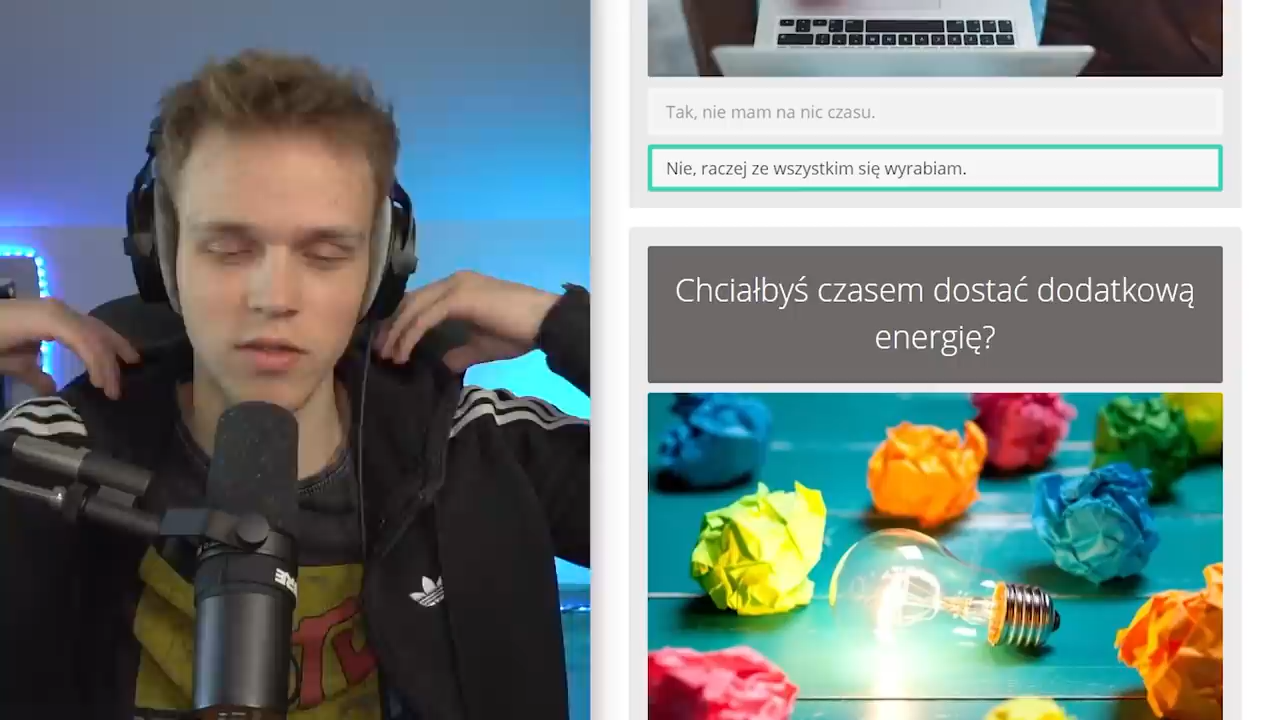 Tak, nie mam na nic czasu.
Nie, raczej ze wszystkim się wyrabiam.
Chciałbyś czasem dostać dodatkową
energię?